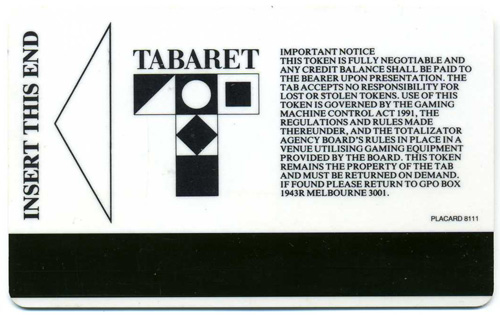 INSERT THIS END
TABARET
IMPORTANT NOTICE
THIS TOKEN IS FULLY NEGOTIABLE AND
ANY CREDIT BALANCE SHALL BE PAID TO
THE BEARER UPON PRESENTATION. THE
TAB ACCEPTS NO RESPONSIBILITY FOR
LOST OR STOLEN TOKENS. USE OF THIS
TOKEN IS GOVERNED BY THE GAMING
MACHINE CONTROL ACT 1991, THE
REGULATIONS AND RULES MADE
THEREUNDER, AND THE TOTALIZATOR
AGENCY BOARD'S RULES IN PLACE IN A
VENUE UTILISING GAMING EQUIPMENT
PROVIDED BY THE BOARD. THIS TOKEN
REMAINS THE PROPERTY OF THE TAB
AND MUST BE RETURNED ON DEMAND.
IF FOUND PLEASE RETURN TO GPO BOX
1943R MELBOURNE 3001.
PLACARD 8111